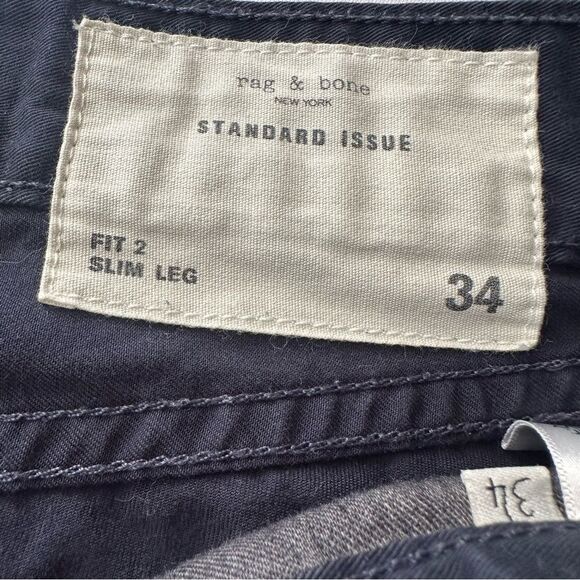 rag & bone
NEW YORK
STANDARD ISSUE
FIT 2
SLIM LEG
34
34